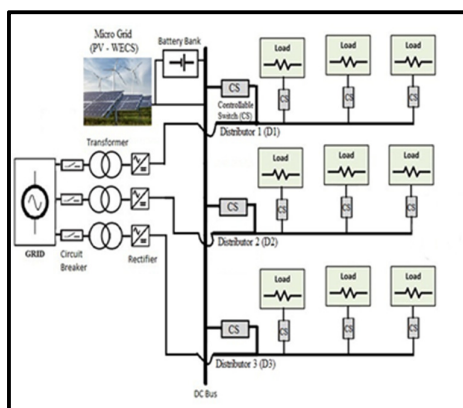 Micro Grid
(PV - WECS)
Battery Bank
Load
Load
Load
CS
CS
CS
CS
Controllable
Switch (CS)
Distributor 1 (D1)
Transformer
Load
Load
Load
CS
CS
CS
CS
Distributor 2 (D2)
GRID
Circuit
Breaker
Rectifier
Load
Load
Load
CS
CS
CS
CS
Distributor 3 (D3)
DC Bus